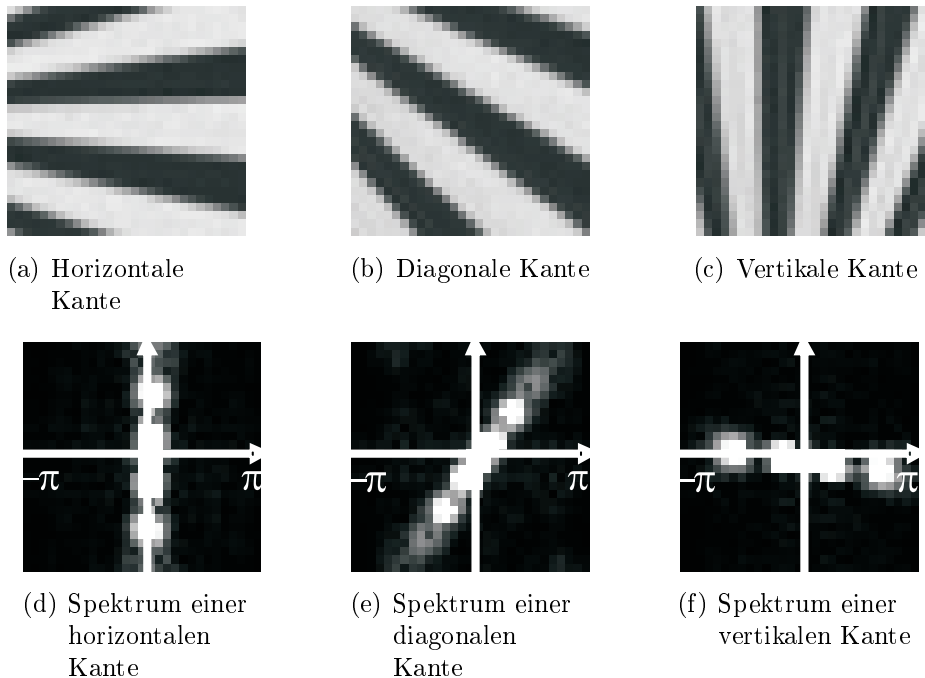 (a) Horizontale
Kante
(b) Diagonale Kante
(c) Vertikale Kante
−π π
−π π
−π π
(d) Spektrum einer
horizontalen
Kante
(e) Spektrum einer
diagonalen
Kante
(f) Spektrum einer
vertikalen Kante